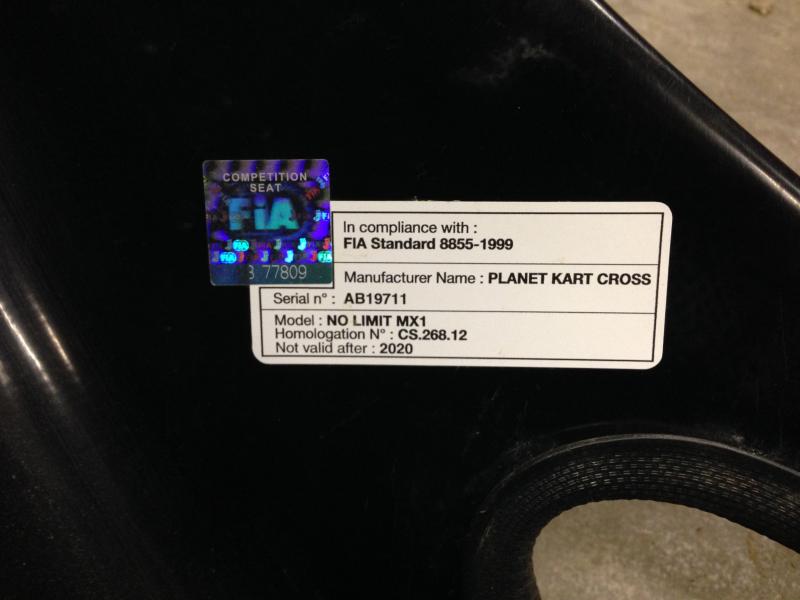 COMPETITION
SEAT
FiA
77809
In compliance with :
FIA Standard 8855-1999
Manufacturer Name : PLANET KART CROSS
Serial n° : AB19711
Model : NO LIMIT MX1
Homologation N° : CS.268.12
Not valid after : 2020